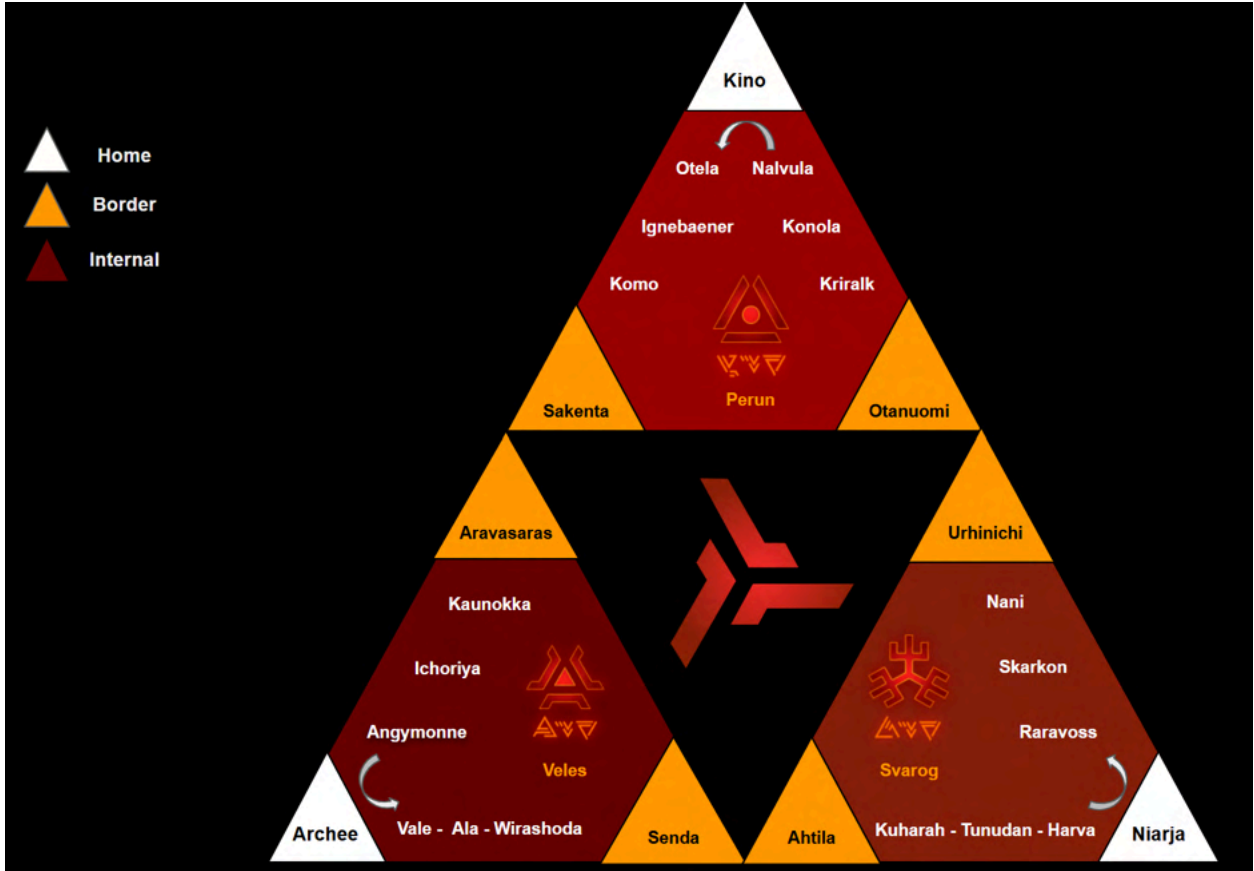 Kino
Home
Otela Nalvula
Border
Ignebaener Konola
Internal
Komo Kriralk
Perun
Sakenta Otanuomi
Aravasaras Urhinichi
Kaunokka Nani
Ichoriya Skarkon
Angymonne Raravoss
Veles Svarog
Vale - Ala - Wirashoda Kuharah - Tunudan - Harva
Archee Senda Ahtila Niarja